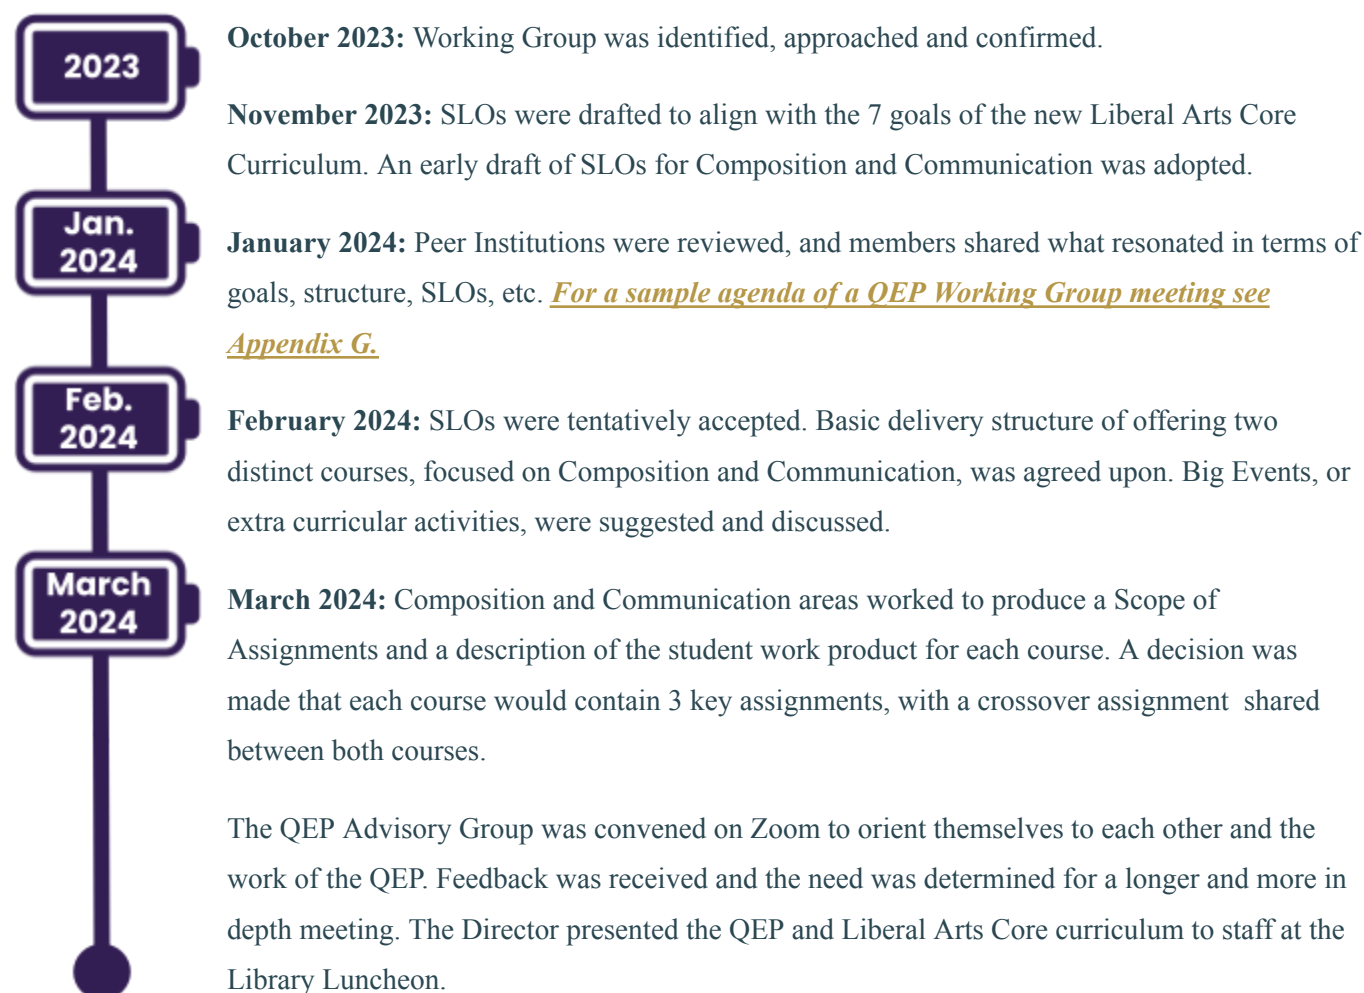 2023
October 2023: Working Group was identified, approached and confirmed.
November 2023: SLOs were drafted to align with the 7 goals of the new Liberal Arts Core
Curriculum. An early draft of SLOs for Composition and Communication was adopted.
Jan.
2024
January 2024: Peer Institutions were reviewed, and members shared what resonated in terms of
goals, structure, SLOs, etc. For a sample agenda of a QEP Working Group meeting see
Appendix G.
Feb.
2024
February 2024: SLOs were tentatively accepted. Basic delivery structure of offering two
distinct courses, focused on Composition and Communication, was agreed upon. Big Events, or
extra curricular activities, were suggested and discussed.
March
2024
March 2024: Composition and Communication areas worked to produce a Scope of
Assignments and a description of the student work product for each course. A decision was
made that each course would contain 3 key assignments, with a crossover assignment  shared
between both courses.
The QEP Advisory Group was convened on Zoom to orient themselves to each other and the
work of the QEP. Feedback was received and the need was determined for a longer and more in
depth meeting. The Director presented the QEP and Liberal Arts Core curriculum to staff at the
Library Luncheon.